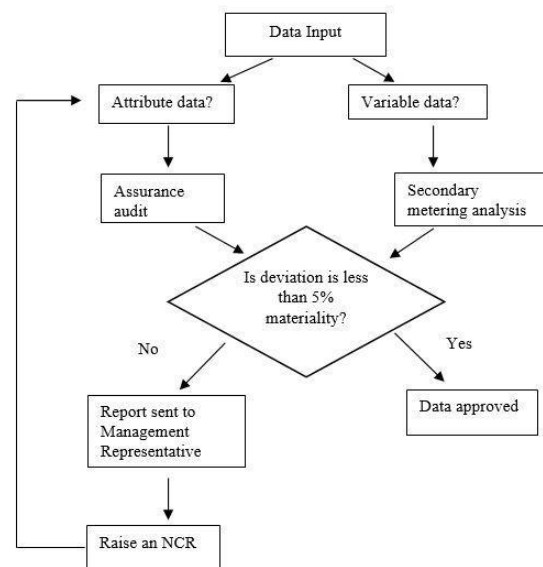 Data Input
Attribute data?
Variable data?
Assurance
audit
Secondary
metering analysis
Is deviation is less
than 5%
materiality?
No
Yes
Report sent to
Management
Representative
Data approved
Raise an NCR